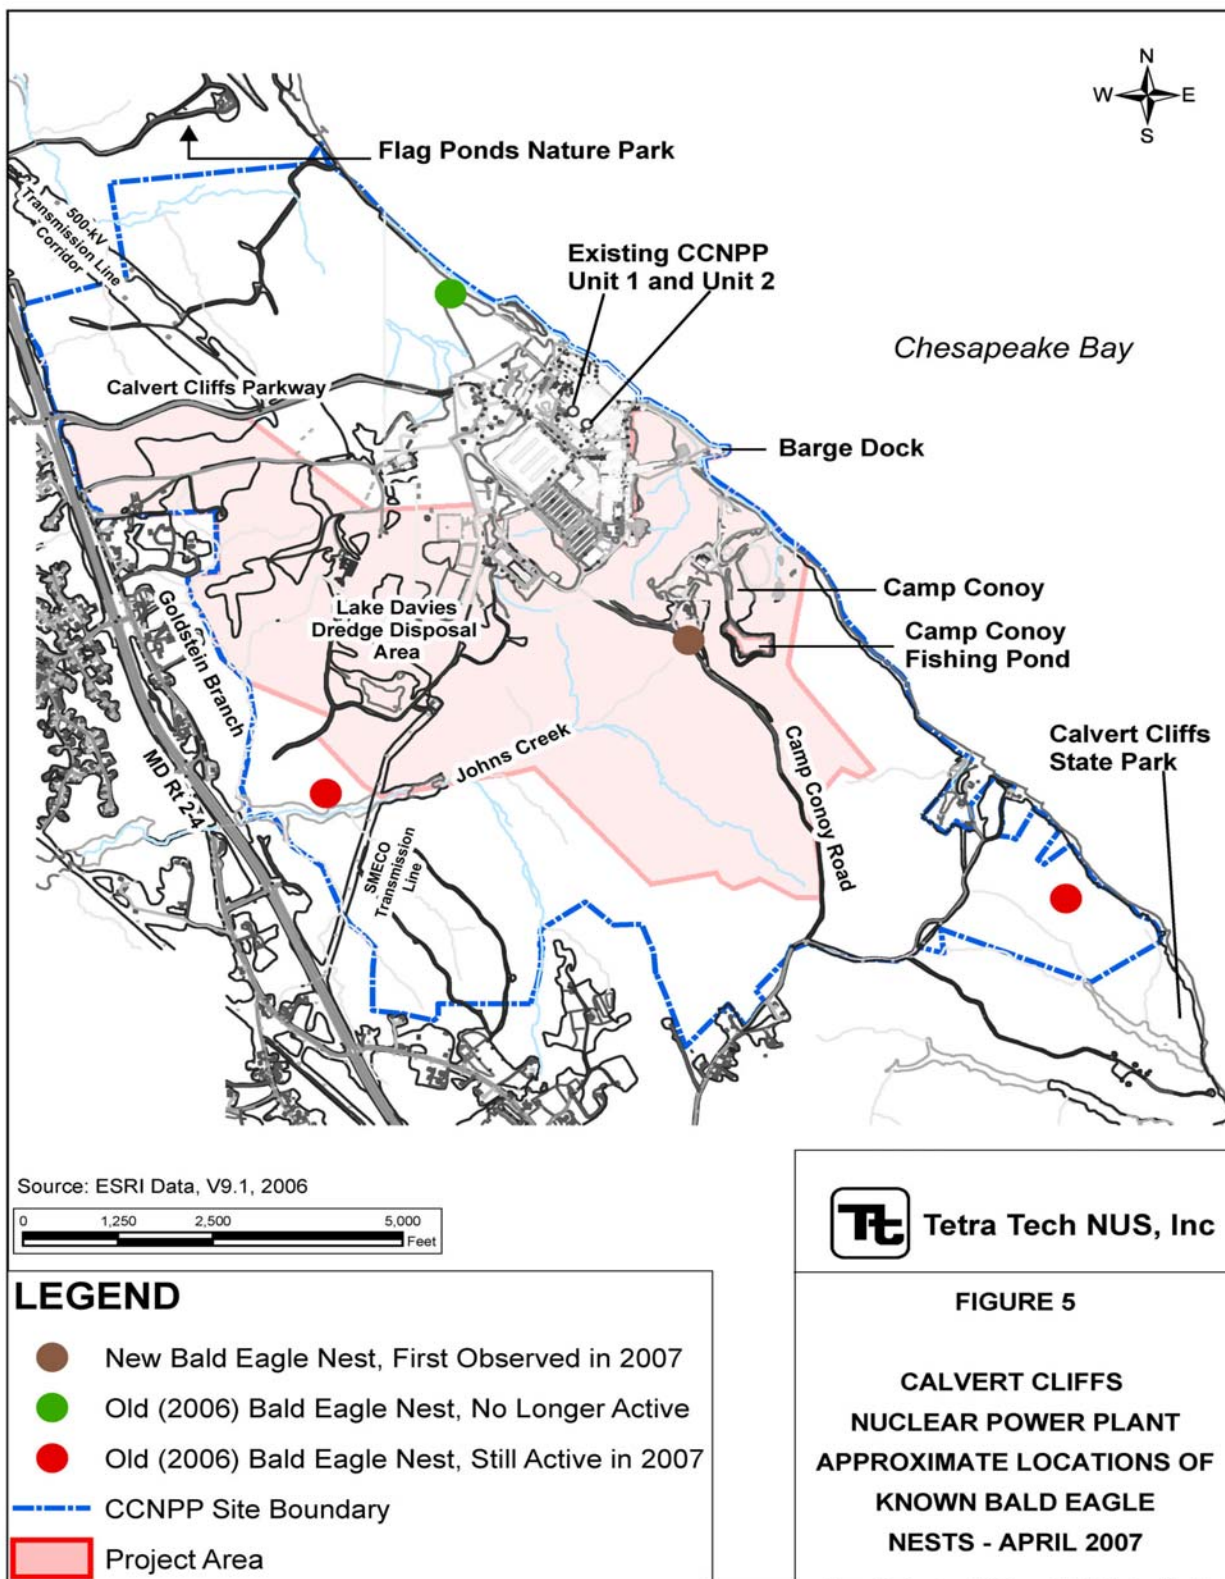 N
W E
S
Flag Ponds Nature Park
500-kV
Transmission Line
Corridor
Existing CCNPP
Unit 1 and Unit 2
Chesapeake Bay
Calvert Cliffs Parkway
Barge Dock
Camp Conoy
Lake Davies
Dredge Disposal
Area
Camp Conoy
Fishing Pond
Goldstein Branch
MD Rt 2-4
Johns Creek
Camp Conoy Road
Calvert Cliffs
State Park
SMECO
Transmission
Line
Source: ESRI Data, V9.1, 2006
0 1,250 2,500 5,000
Feet
Tt Tetra Tech NUS, Inc
LEGEND
New Bald Eagle Nest, First Observed in 2007
Old (2006) Bald Eagle Nest, No Longer Active
Old (2006) Bald Eagle Nest, Still Active in 2007
CCNPP Site Boundary
Project Area
FIGURE 5
CALVERT CLIFFS
NUCLEAR POWER PLANT
APPROXIMATE LOCATIONS OF
KNOWN BALD EAGLE
NESTS - APRIL 2007